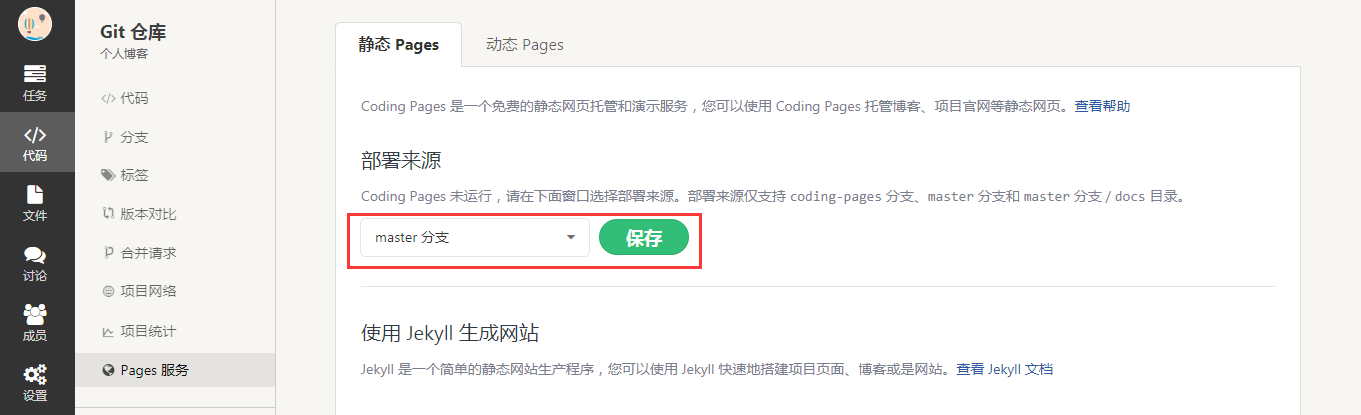 任务
代码
文件
讨论
成员
设置
Git 仓库
个人博客
代码
分支
标签
版本对比
合并请求
项目网络
项目统计
Pages 服务
静态 Pages
动态 Pages
Coding Pages 是一个免费的静态网页托管和演示服务，您可以使用 Coding Pages 托管博客、项目官网等静态网页。查看帮助
部署来源
Coding Pages 未运行，请在下面窗口选择部署来源。部署来源仅支持 coding-pages 分支、master 分支和 master 分支 / docs 目录。
master 分支
保存
使用 Jekyll 生成网站
Jekyll 是一个简单的静态网站生产程序，您可以使用 Jekyll 快速地搭建项目页面、博客或是网站。查看 Jekyll 文档